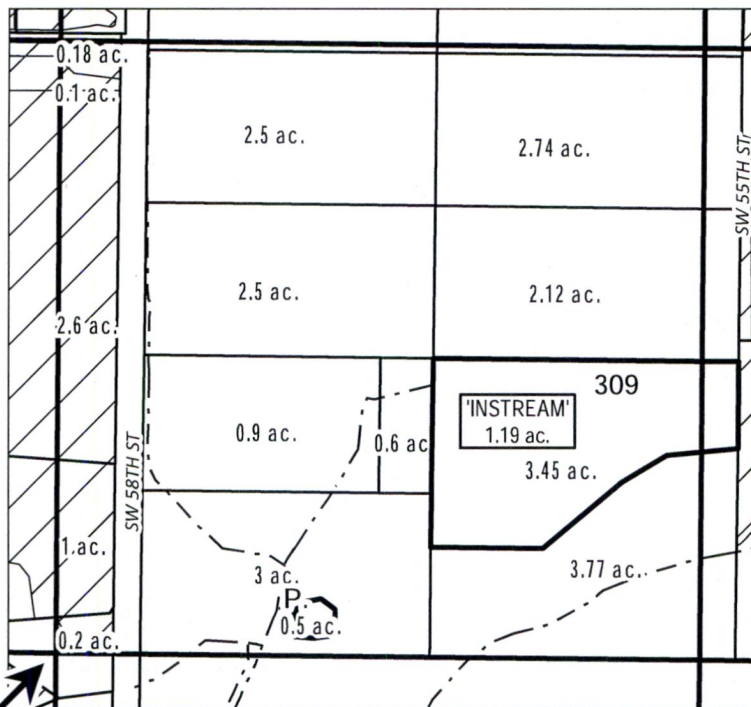 0.18 ac.
0.1 ac.
2.5 ac.
2.74 ac.
SW 55TH ST
2.5 ac.
2.12 ac.
2.6 ac.
309
'INSTREAM'
1.19 ac.
0.9 ac.
0.6 ac
3.45 ac.
SW 58TH ST
1 ac.
3 ac.
3.77 ac.
P
0.5 ac.
0.2 ac.